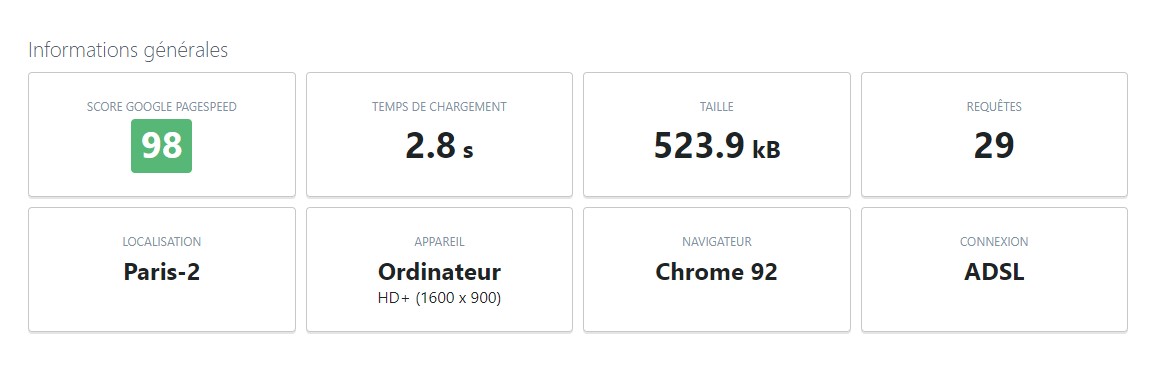 Informations générales
SCORE GOOGLE PAGESPEED
98
TEMPS DE CHARGEMENT
2.8 s
TAILLE
523.9 kB
REQUÊTES
29
LOCALISATION
Paris-2
APPAREIL
Ordinateur
HD+ (1600 x 900)
NAVIGATEUR
Chrome 92
CONNEXION
ADSL